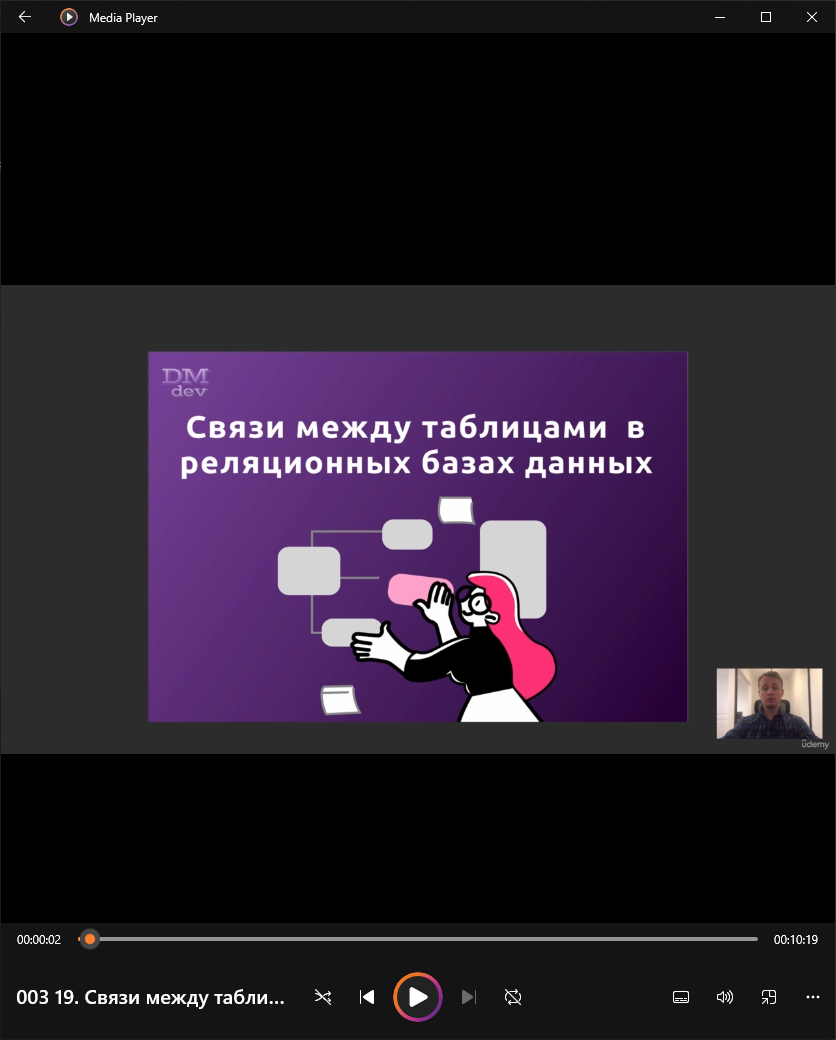 Media Player
DM
dev
Связи между таблицами в
реляционных базах данных
ûdemy
00:00:02
00:10:19
003 19. Связи между табли...